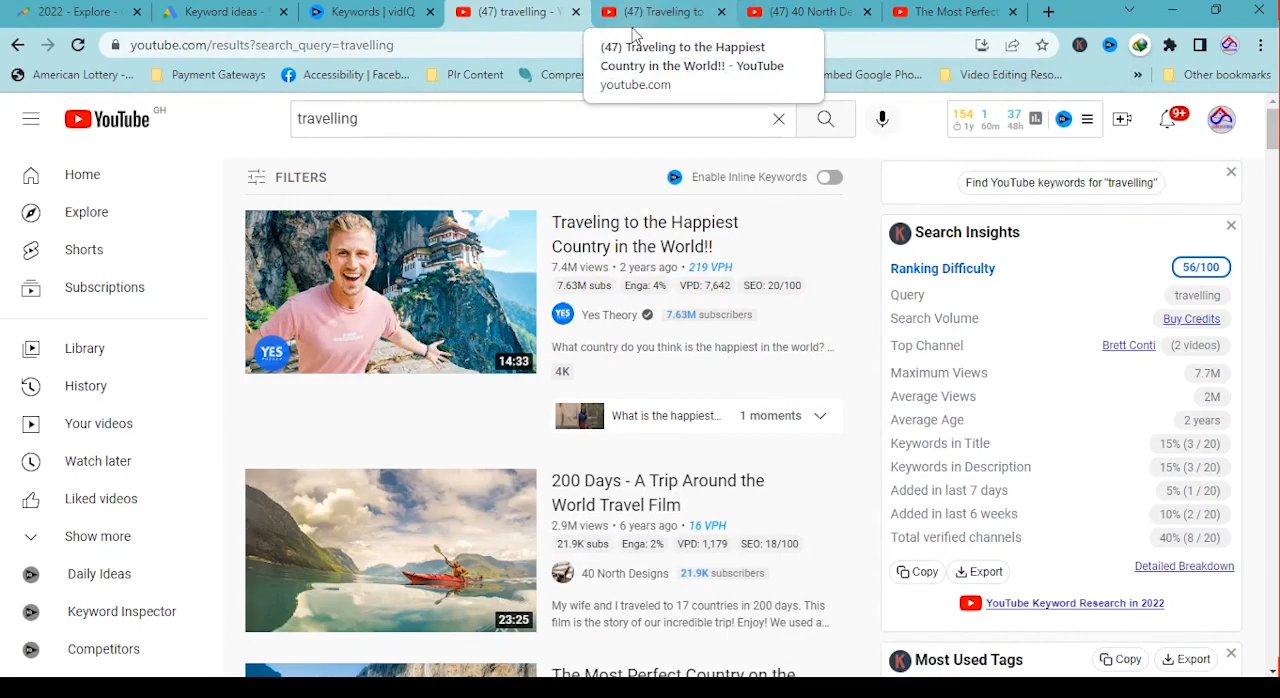 2022 - Explore -
Keyword ideas -
Keywords | vidIQ
(47) travelling -
(47) Traveling to
(47) 40 North De
The Most Perfect
youtube.com/results?search_query=travelling
(47) Traveling to the Happiest
Country in the World!! - YouTube
youtube.com
American Lottery -...
Payment Gateways
Accessibility | Faceb...
Plr Content
Compres
mbed Google Pho...
Video Editing Reso...
»
Other bookmarks
YouTube GH
travelling
154 1 37
1y 60m 48h
9+
Home
Explore
Shorts
Subscriptions
Library
History
Your videos
Watch later
Liked videos
Show more
Daily Ideas
Keyword Inspector
Competitors
FILTERS
Enable Inline Keywords
YES
14:33
Traveling to the Happiest
Country in the World!!
7.4M views • 2 years ago • 219 VPH
7.63M subs Enga: 4% VPD: 7,642 SEO: 20/100
YES Yes Theory 7.63M subscribers
What country do you think is the happiest in the world? ...
4K
What is the happiest... 1 moments
23:25
200 Days - A Trip Around the
World Travel Film
2.9M views • 6 years ago • 16 VPH
21.9K subs Enga: 2% VPD: 1,179 SEO: 18/100
40 North Designs 21.9K subscribers
My wife and I traveled to 17 countries in 200 days. This
film is the story of our incredible trip! Enjoy! We used a...
The Most Perfect Country on the
Find YouTube keywords for "travelling"
K Search Insights
Ranking Difficulty 56/100
Query travelling
Search Volume Buy Credits
Top Channel Brett Conti (2 videos)
Maximum Views 7.7M
Average Views 2M
Average Age 2 years
Keywords in Title 15% (3 / 20)
Keywords in Description 15% (3 / 20)
Added in last 7 days 5% (1 / 20)
Added in last 6 weeks 10% (2 / 20)
Total verified channels 40% (8 / 20)
Copy Export Detailed Breakdown
YouTube Keyword Research in 2022
K Most Used Tags Copy Export